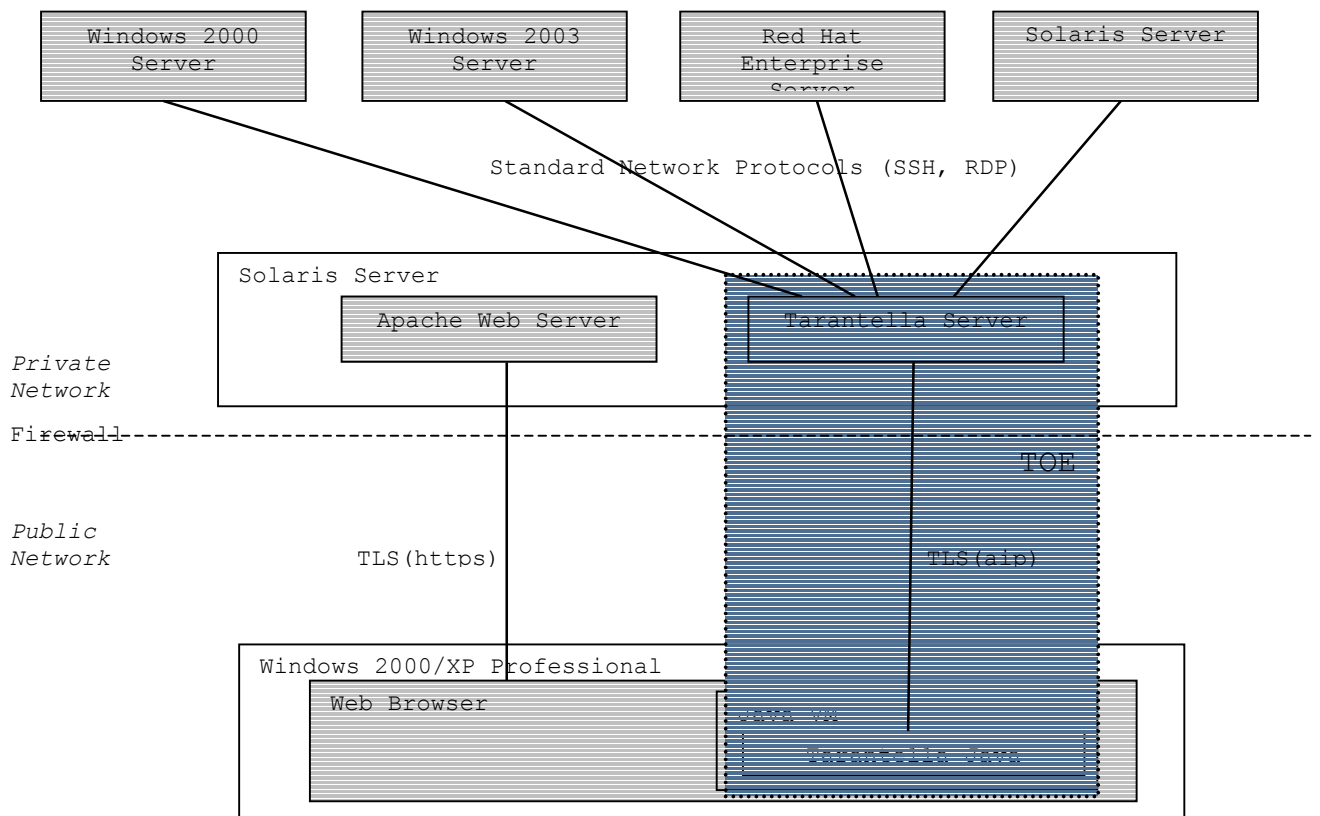 Windows 2000
Server
Windows 2003
Server
Red Hat
Enterprise
Server
Solaris Server
Standard Network Protocols (SSH, RDP)
Solaris Server
Apache Web Server
Tarantella Server
Private
Network
Firewall
TOE
Public
Network
TLS(https)
TLS(aip)
Windows 2000/XP Professional
Web Browser
Java VM
Tarantella Java